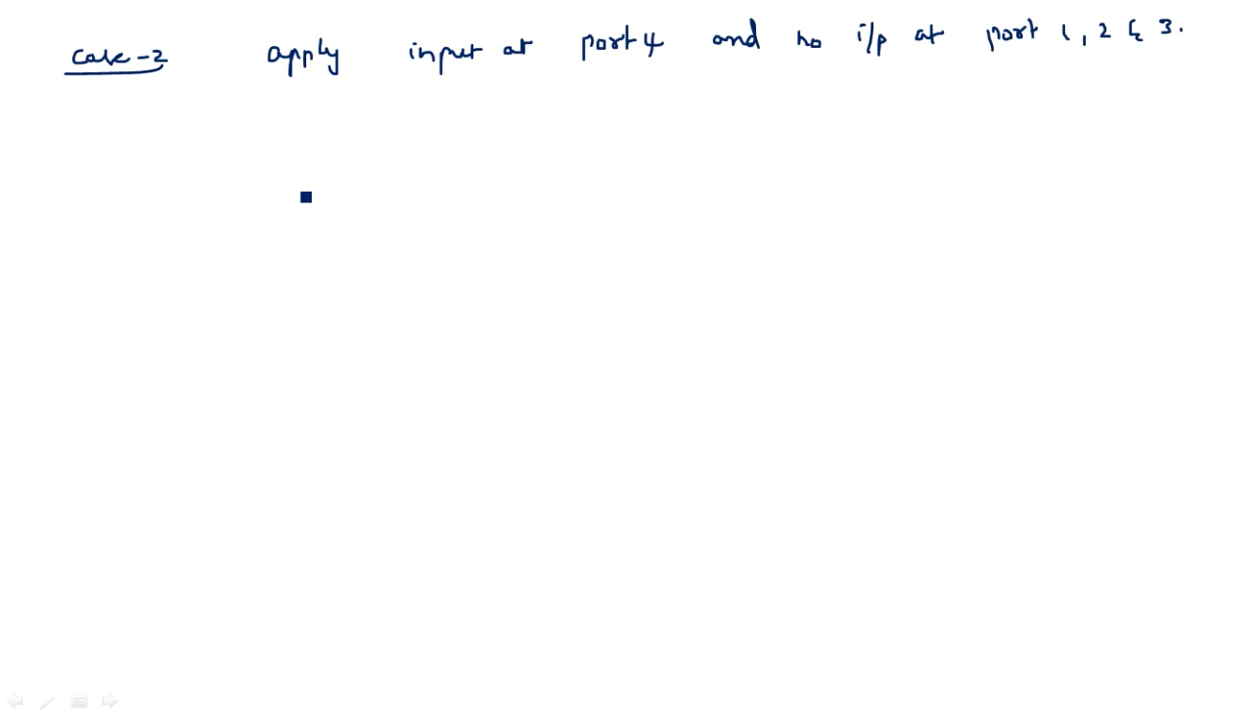 Case-2 apply input at port 4 and no i/p at port 1, 2 & 3.